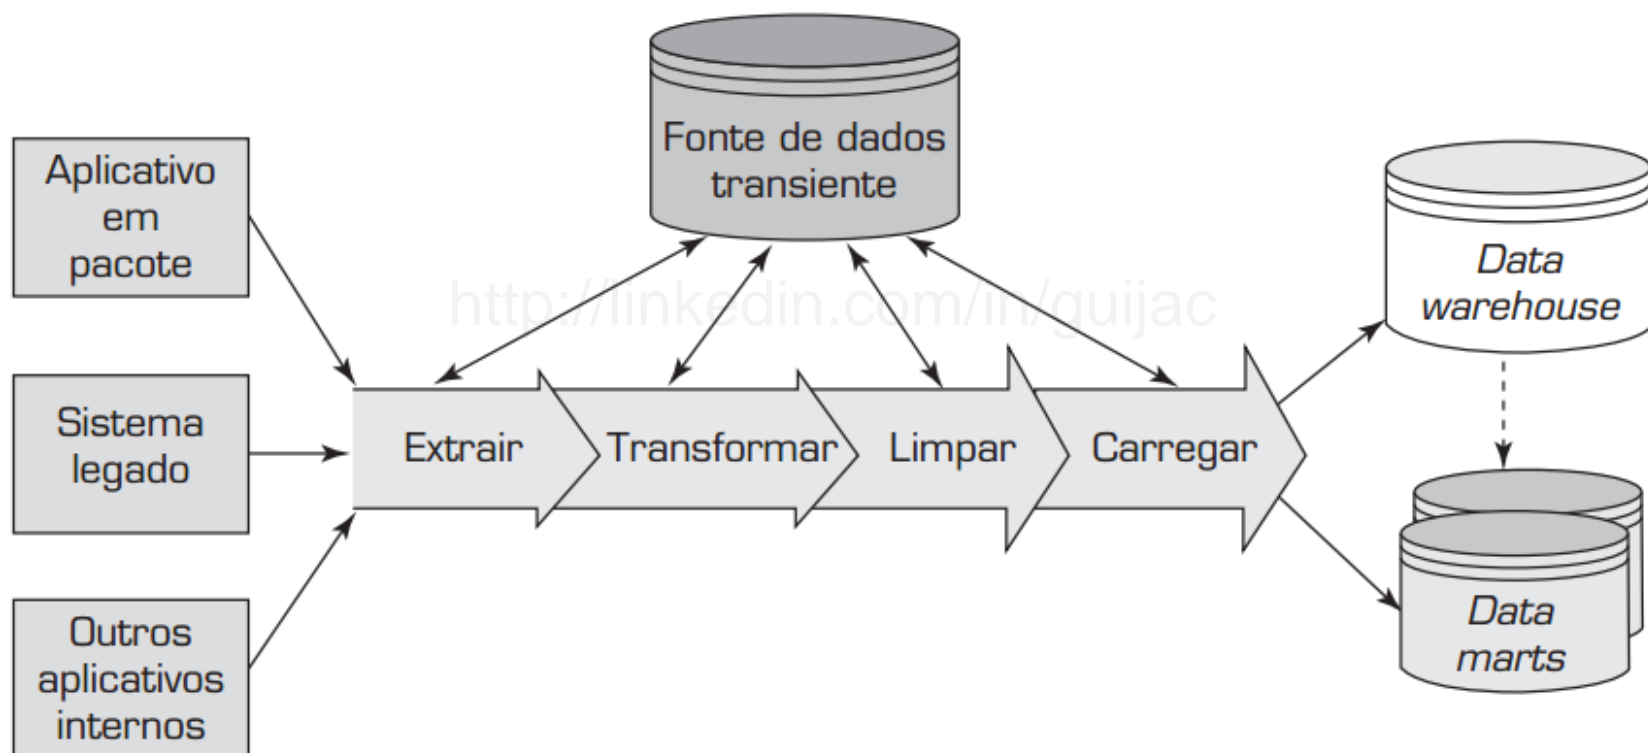 Fonte de dados
transiente
Aplicativo
em
pacote
Data
warehouse
http://linkedin.com/in/guijac
Sistema
legado
Extrair
Transformar
Limpar
Carregar
Outros
aplicativos
internos
Data
marts